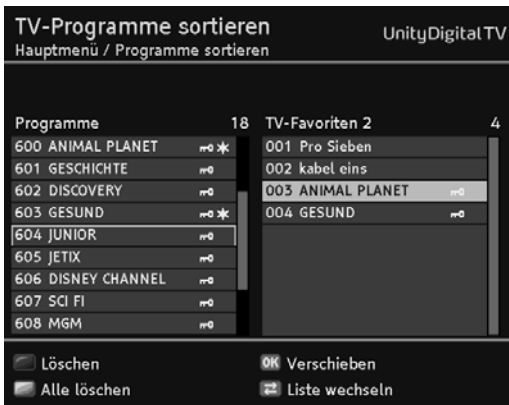 TV-Programme sortieren
Hauptmenü / Programme sortieren
UnityDigitalTV
Programme 18
600 ANIMAL PLANET
601 GESCHICHTE
602 DISCOVERY
603 GESUND
604 JUNIOR
605 JETIX
606 DISNEY CHANNEL
607 SCI FI
608 MGM
TV-Favoriten 2 4
001 Pro Sieben
002 kabel eins
003 ANIMAL PLANET
004 GESUND
Löschen
Alle löschen
OK Verschieben
Liste wechseln